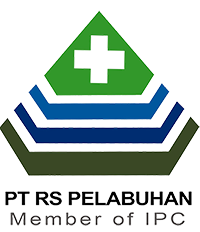 PT RS PELABUHAN
Member of IPC